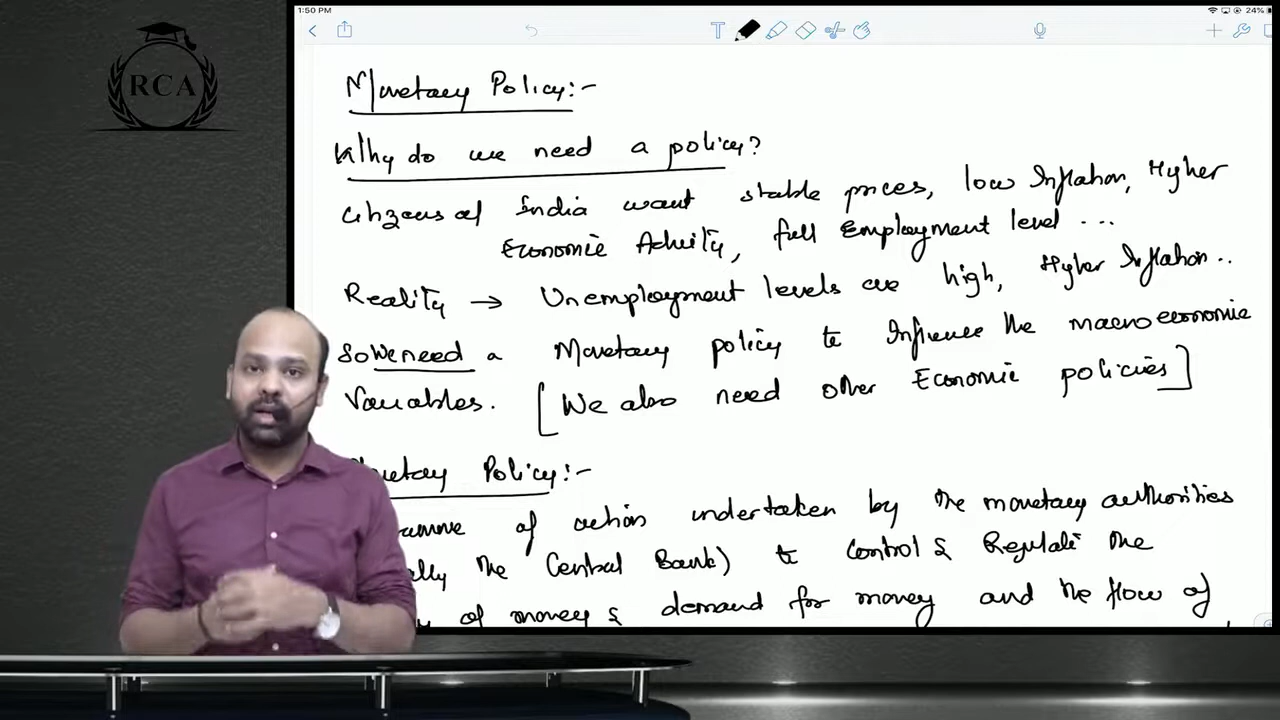 1:50 PM
24%
RCA
T
Monetary Policy:-
Why do we need a policy?
Citizens of India want stable prices, low Inflation, Higher
Economic Activity, full Employment level ...
Reality → Unemployment levels are high, Higher Inflation..
So we need a Monetary policy to Influence the macroeconomic
Variables. [We also need other Economic policies]
Policy:-
of action undertaken by the monetary authorities
the Central Bank) to control & Regulate the
of money & demand for money and the flow of